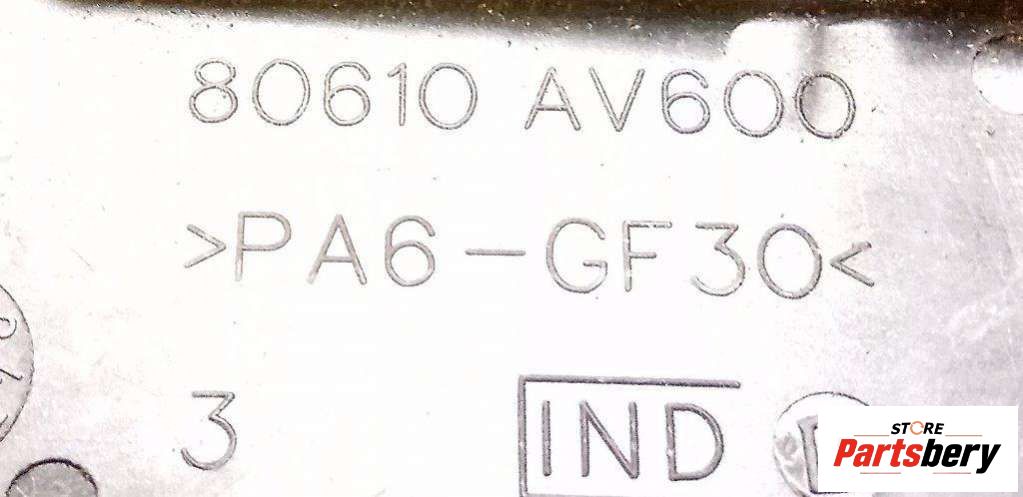 80610 AV600
>PA6-GF30<
3 IND
STORE
Partsbery